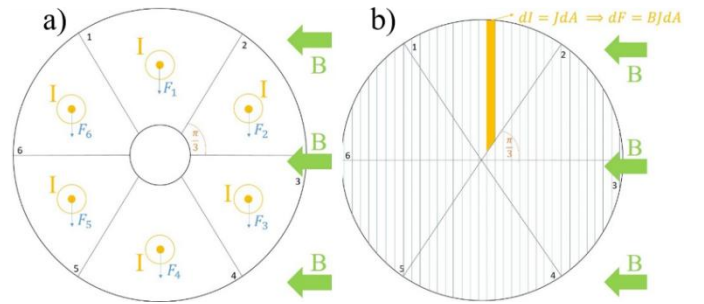 a)
1
2
3
4
5
6
I
F₁
I
F₂
I
F₃
I
F₄
I
F₅
I
F₆
π/3
B
B
B
b)
dI = JdA ⟹ dF = BJdA
1
2
3
4
5
6
π/3
B
B
B